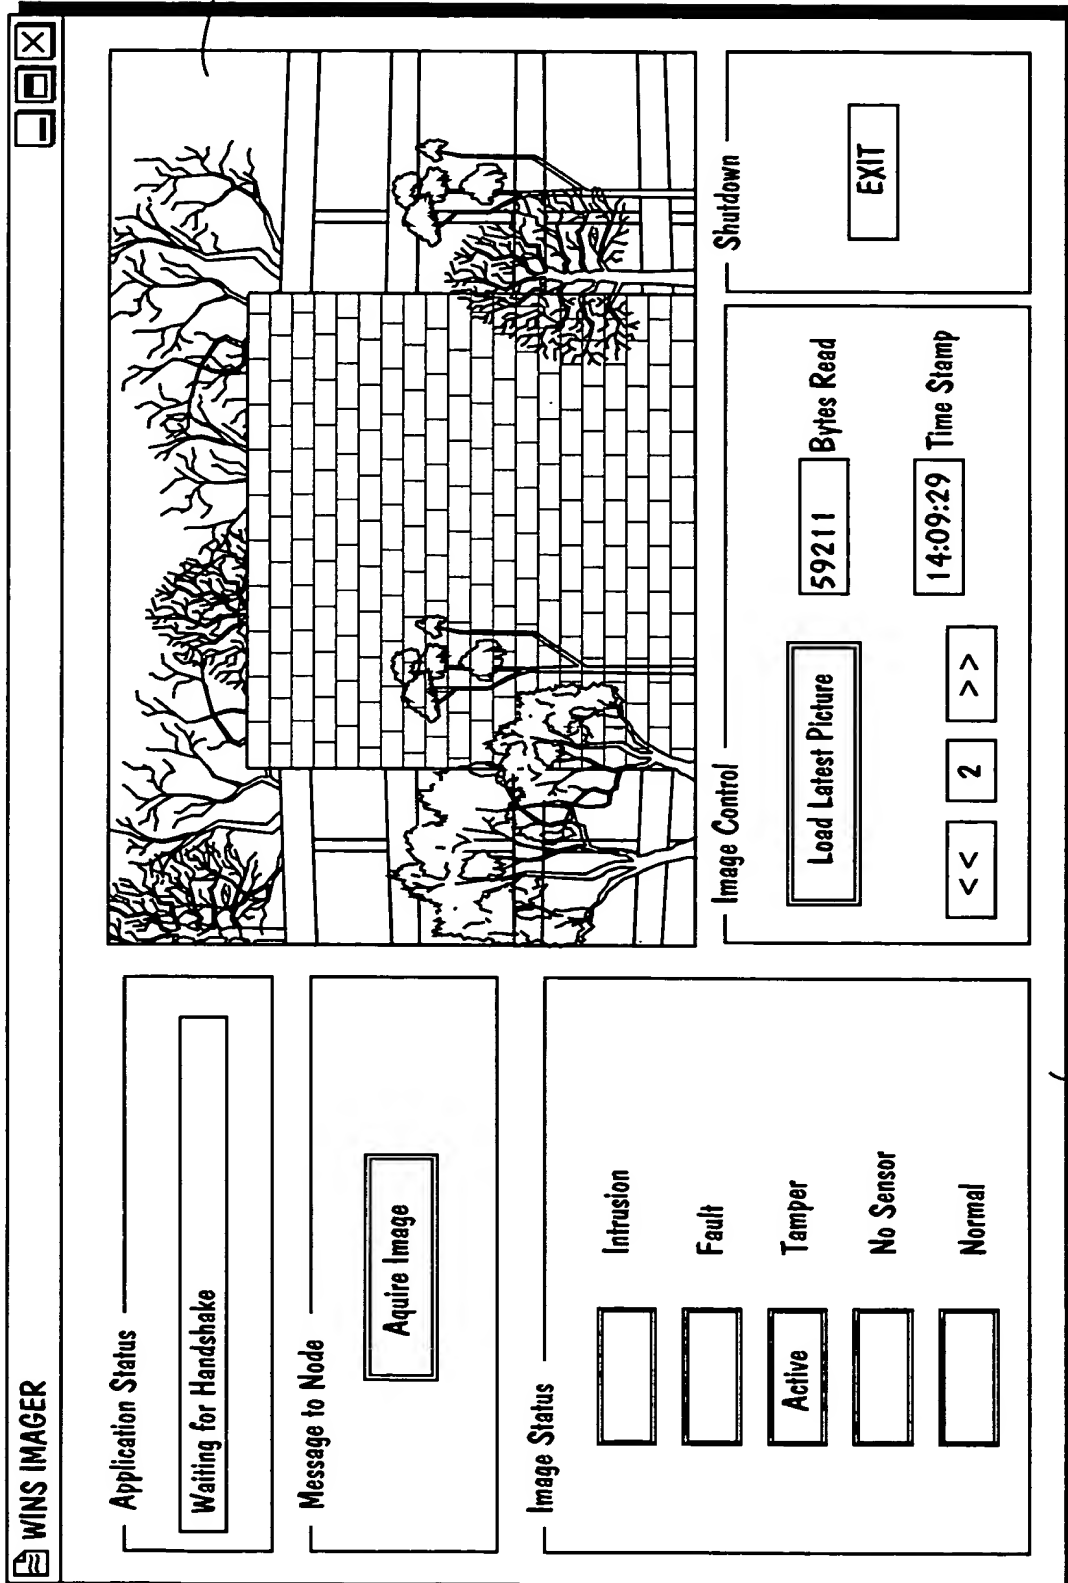 WINS IMAGER
Application Status
Waiting for Handshake
Message to Node
Aquire Image
Image Status
Intrusion
Fault
Active Tamper
No Sensor
Normal
Image Control
Load Latest Picture
59211 Bytes Read
<< 2 >>
14:09:29 Time Stamp
Shutdown
EXIT